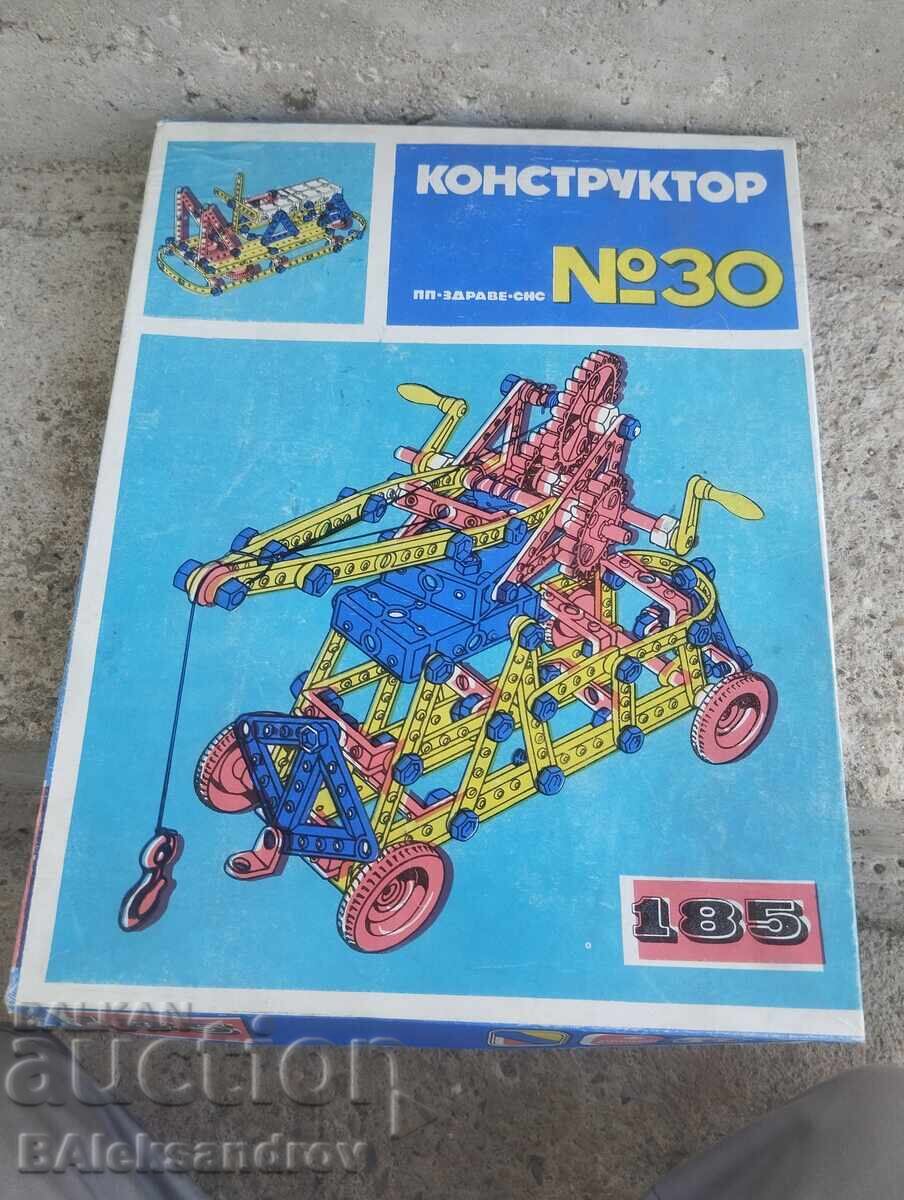 КОНСТРУКТОР
ПП·ЗДРАВЕ·СНС №30
185
BALKAN
auction
BAleksandrov